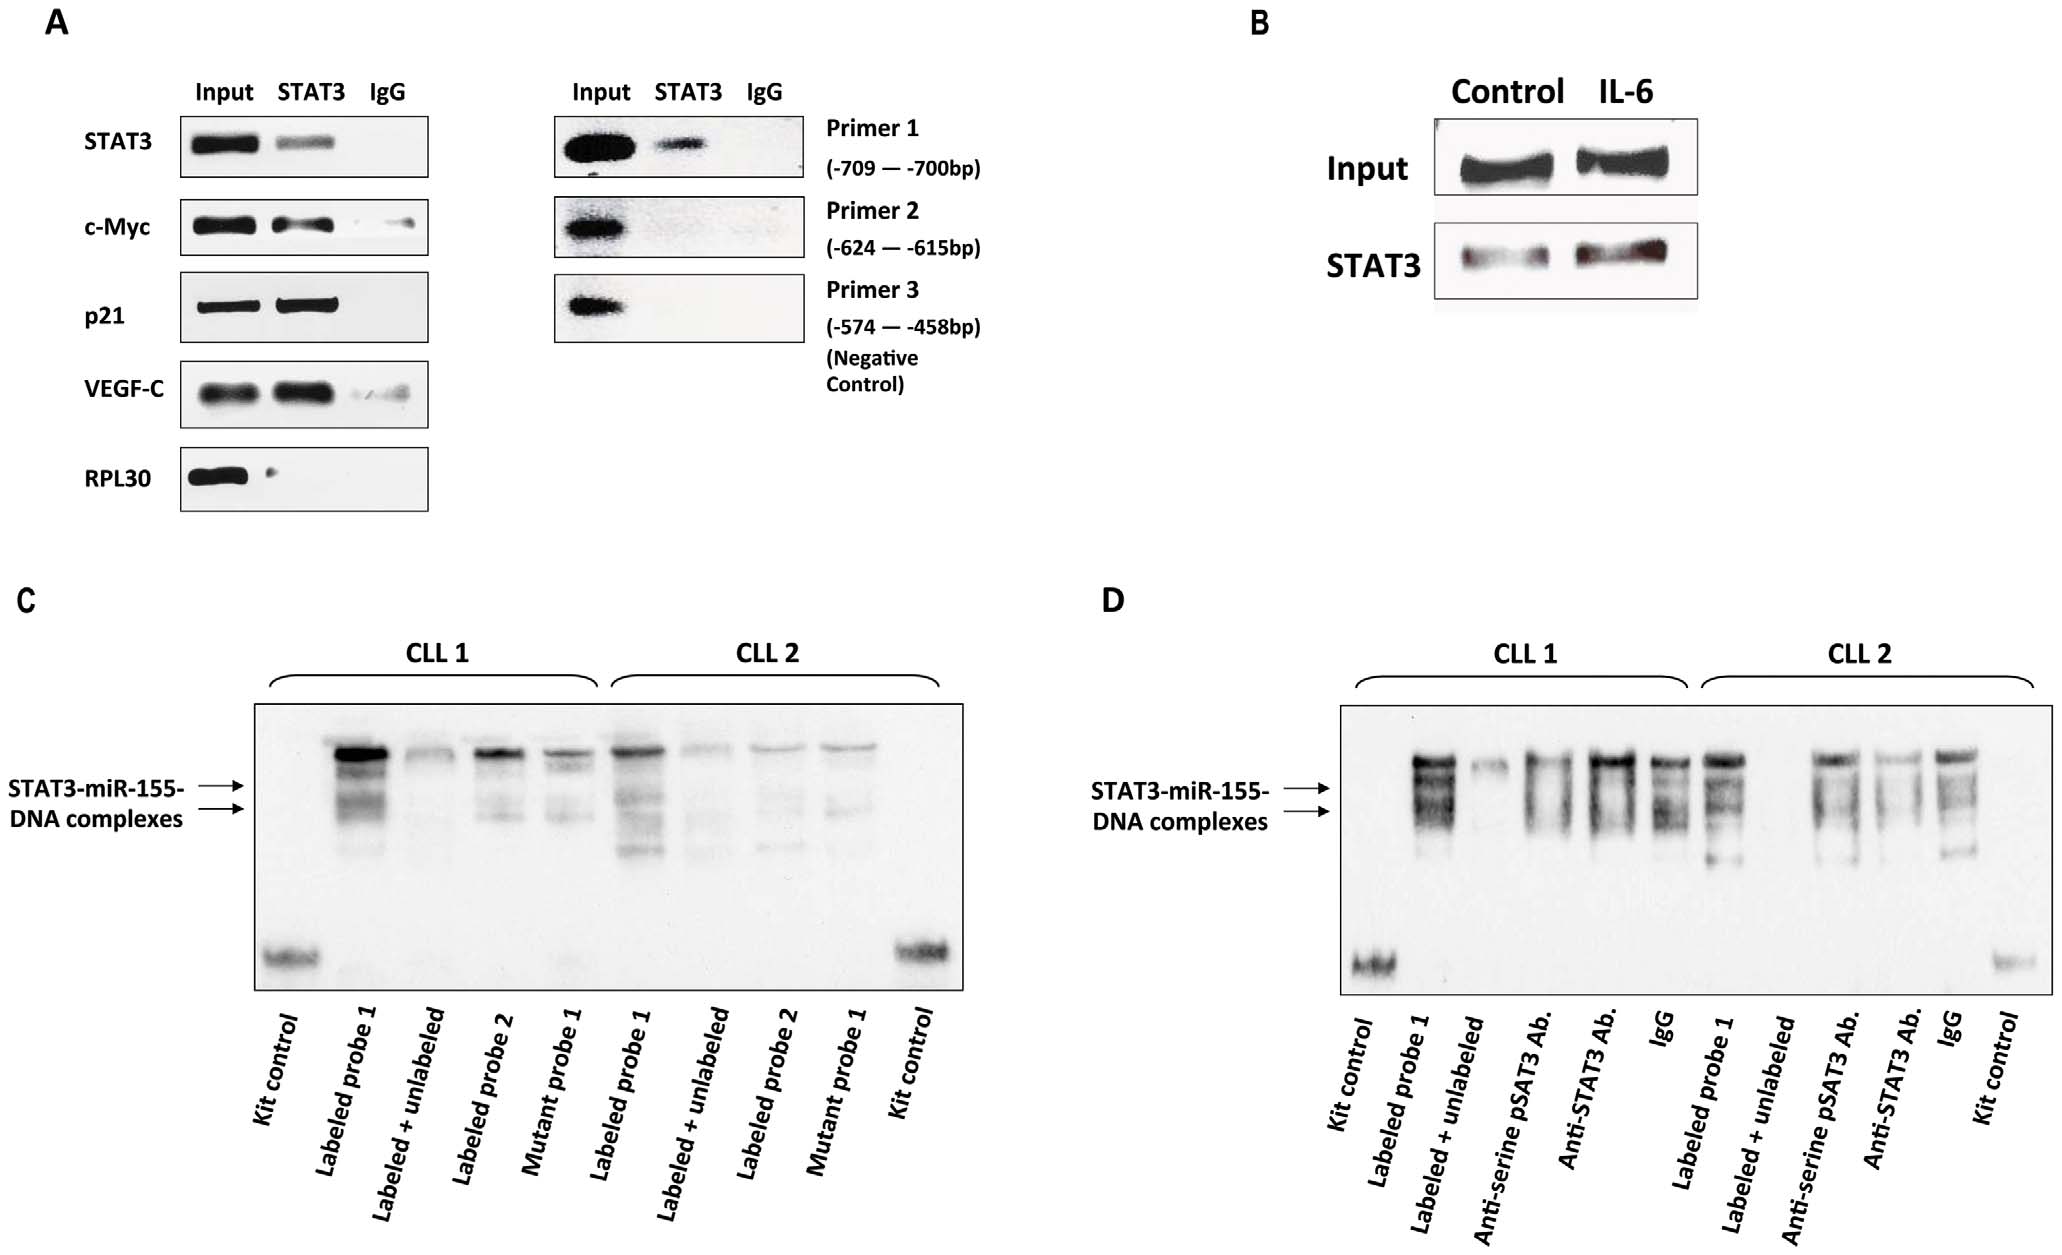 A
Input STAT3 IgG
STAT3
c-Myc
p21
VEGF-C
RPL30
Input STAT3 IgG
Primer 1
(-709 — -700bp)
Primer 2
(-624 — -615bp)
Primer 3
(-574 — -458bp)
(Negative
Control)
B
Control IL-6
Input
STAT3
C
CLL 1 CLL 2
STAT3-miR-155-
DNA complexes
Kit control
Labeled probe 1
Labeled + unlabeled
Labeled probe 2
Mutant probe 1
Labeled probe 1
Labeled + unlabeled
Labeled probe 2
Mutant probe 1
Kit control
D
CLL 1 CLL 2
STAT3-miR-155-
DNA complexes
Kit control
Labeled probe 1
Labeled + unlabeled
Anti-serine pSAT3 Ab.
Anti-STAT3 Ab.
IgG
Labeled probe 1
Labeled + unlabeled
Anti-serine pSAT3 Ab.
Anti-STAT3 Ab.
IgG
Kit control